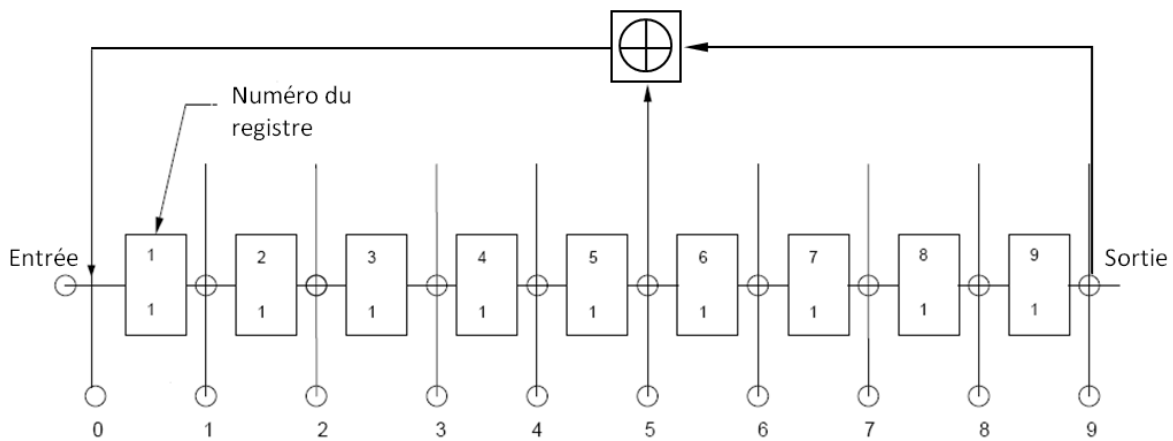 Numéro du
registre
Entrée
1 2 3 4 5 6 7 8 9
Sortie
1 1 1 1 1 1 1 1 1
0 1 2 3 4 5 6 7 8 9